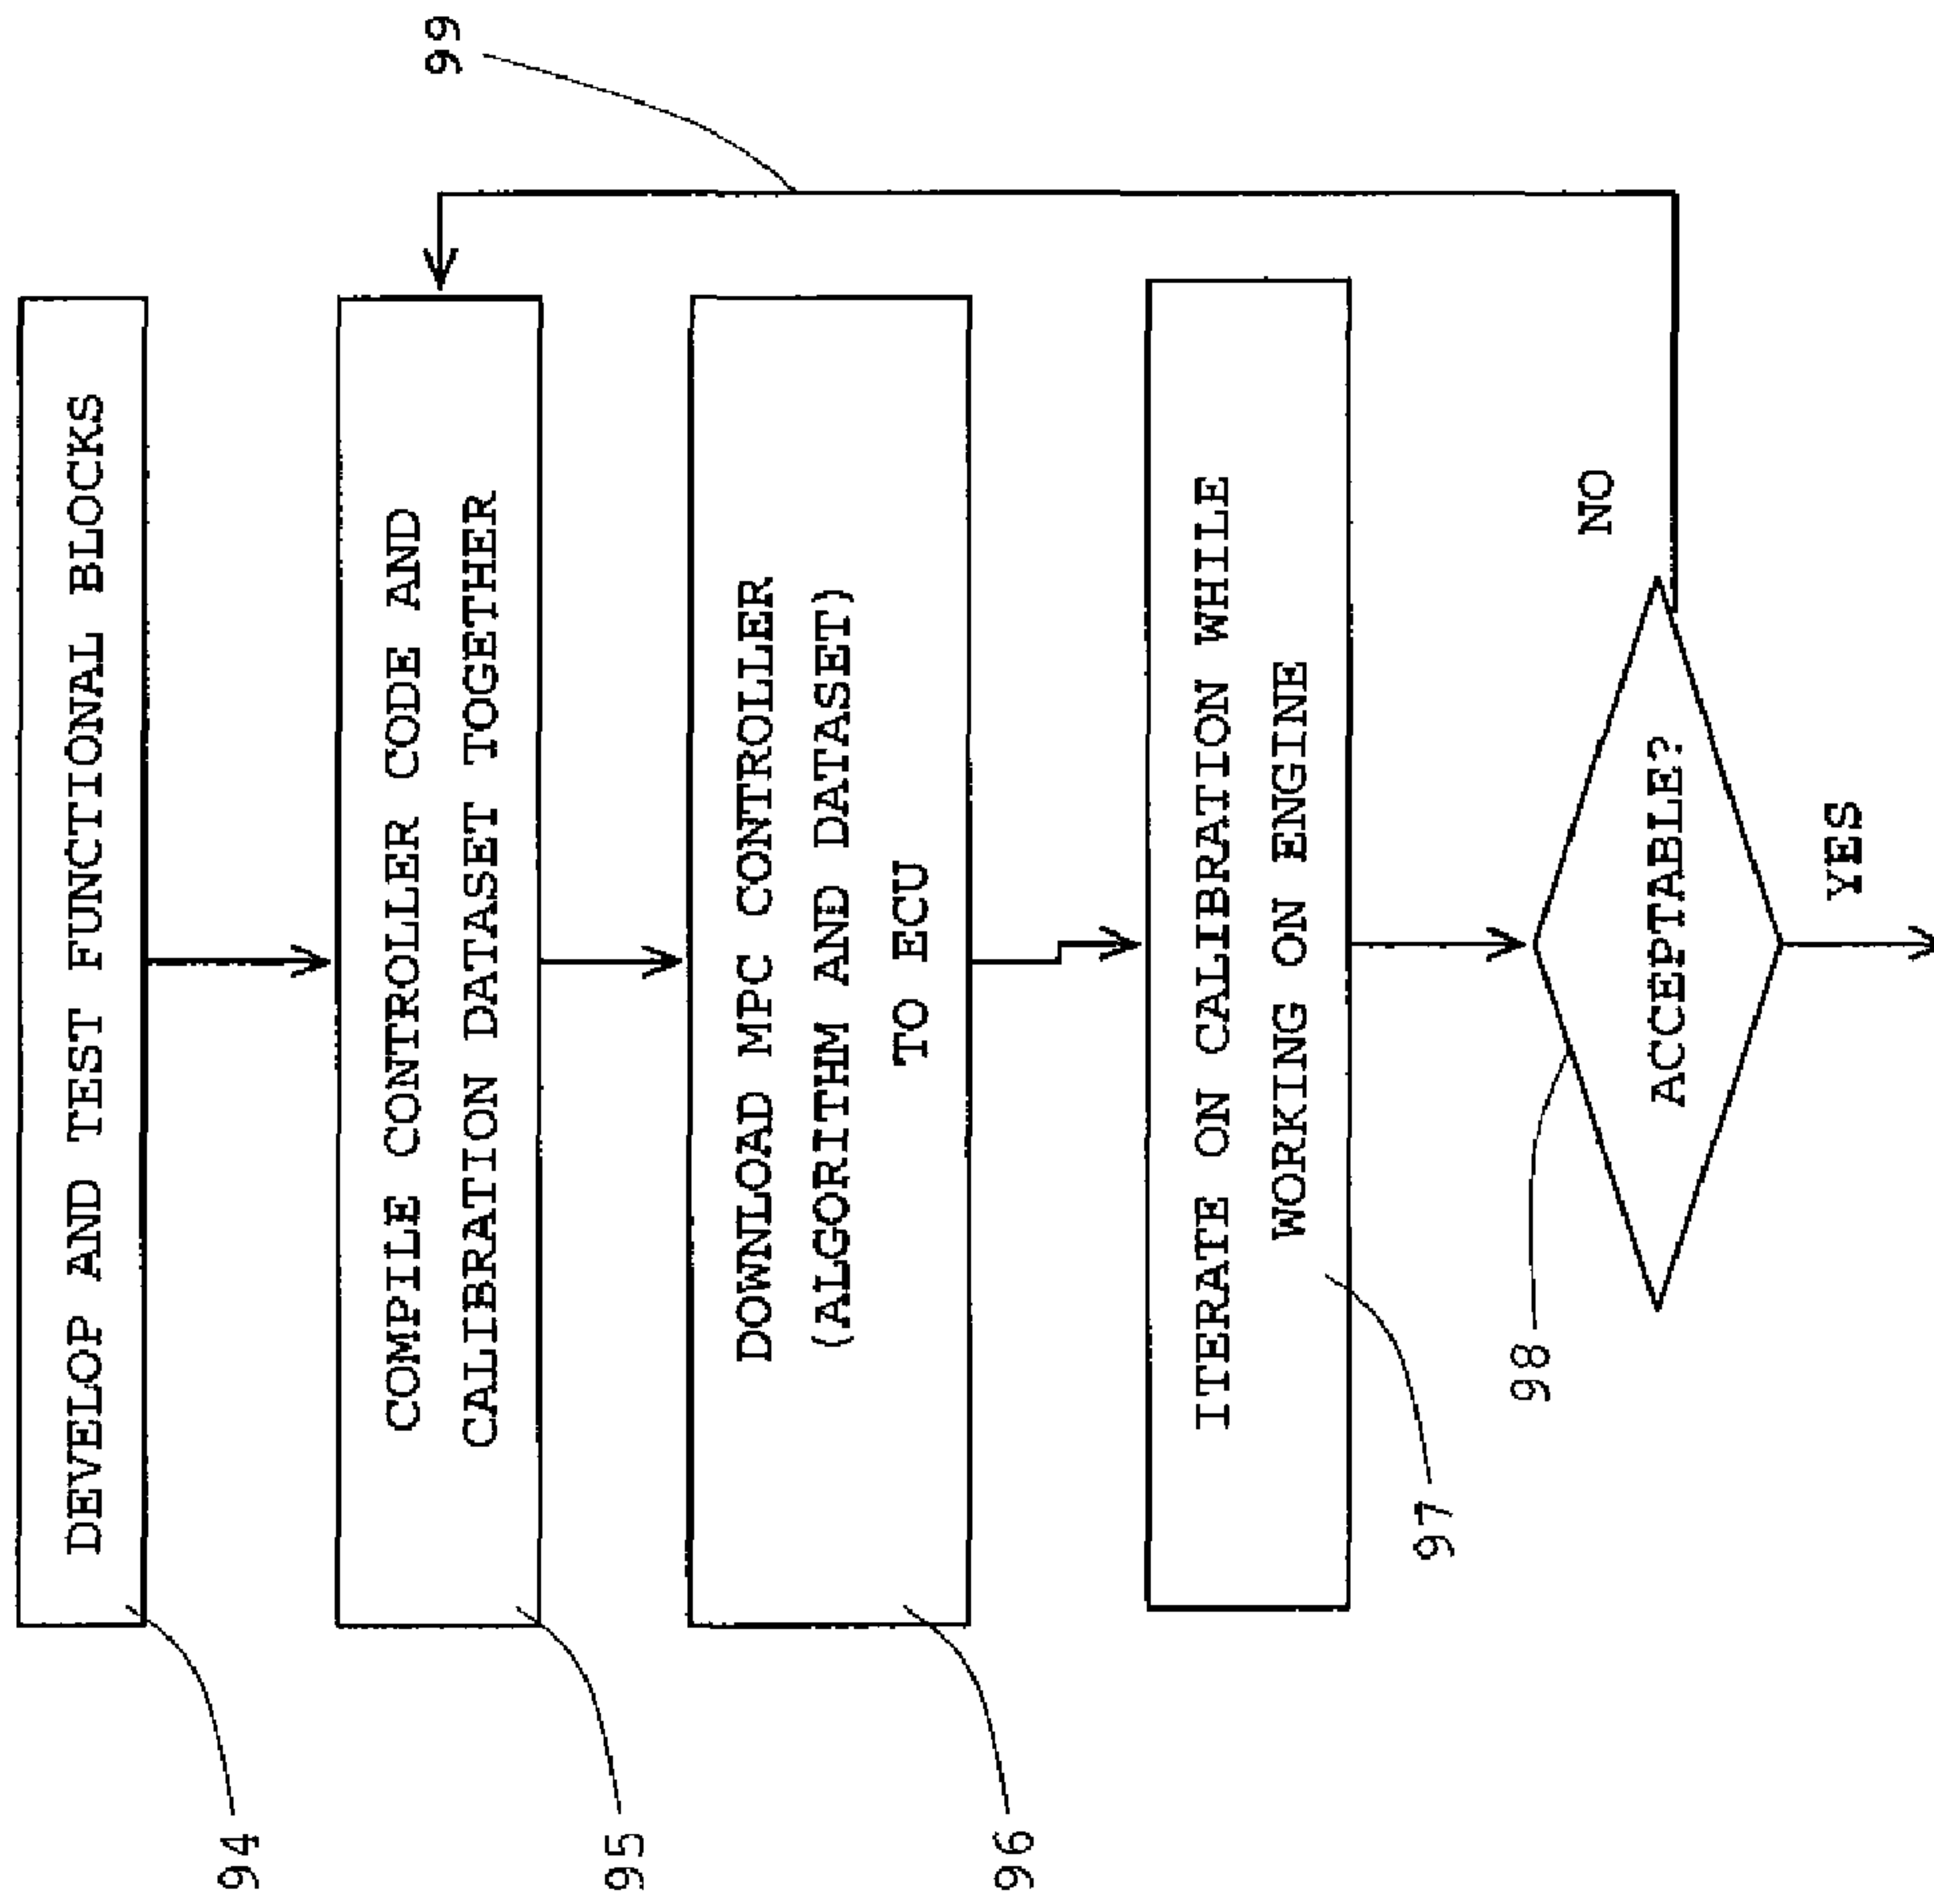 94
DEVELOP AND TEST FUNCTIONAL BLOCKS
99
95
COMPILE CONTROLLER CODE AND
CALIBRATION DATASET TOGETHER
96
DOWNLOAD MPC CONTROLLER
(ALGORITHM AND DATASET)
TO ECU
97
ITERATE ON CALIBRATION WHILE
WORKING ON ENGINE
98
NO
ACCEPTABLE?
YES